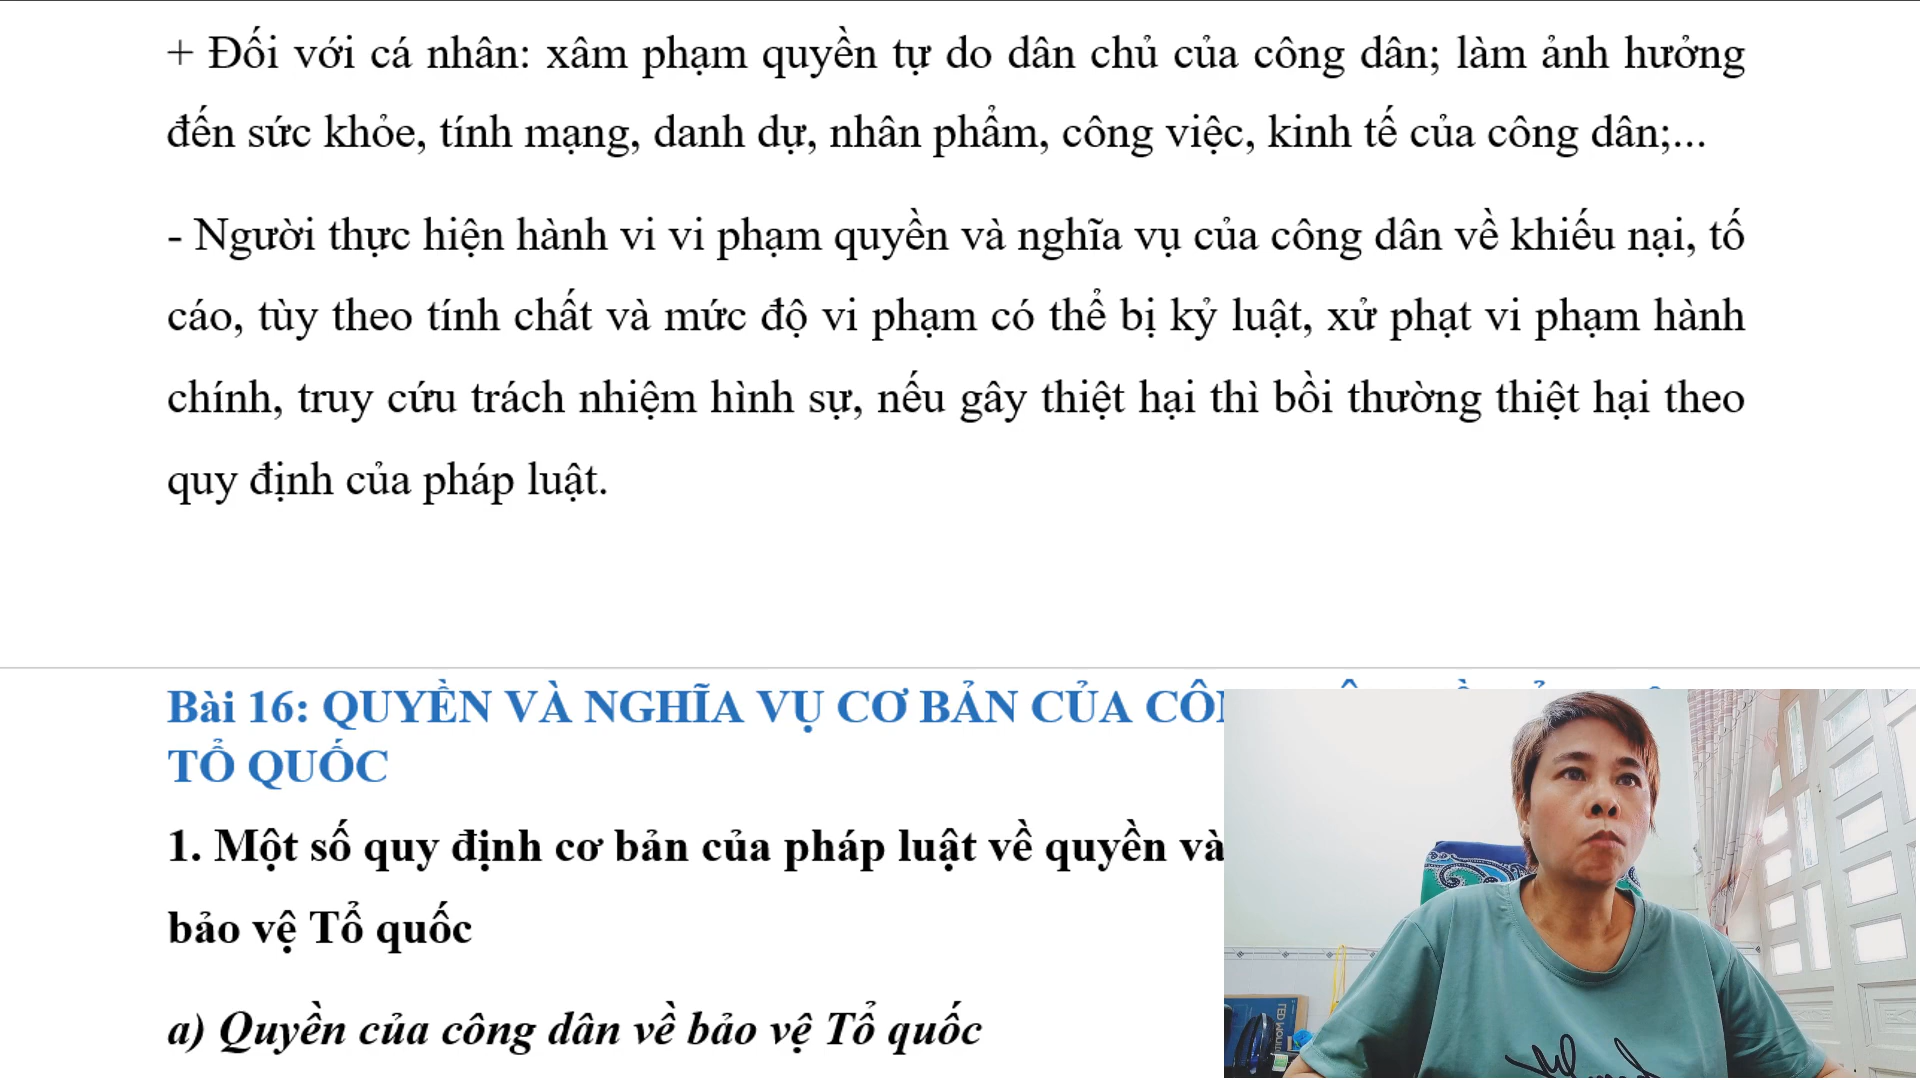 + Đối với cá nhân: xâm phạm quyền tự do dân chủ của công dân; làm ảnh hưởng
đến sức khỏe, tính mạng, danh dự, nhân phẩm, công việc, kinh tế của công dân;...
- Người thực hiện hành vi vi phạm quyền và nghĩa vụ của công dân về khiếu nại, tố
cáo, tùy theo tính chất và mức độ vi phạm có thể bị kỷ luật, xử phạt vi phạm hành
chính, truy cứu trách nhiệm hình sự, nếu gây thiệt hại thì bồi thường thiệt hại theo
quy định của pháp luật.
Bài 16: QUYỀN VÀ NGHĨA VỤ CƠ BẢN CỦA
TỔ QUỐC
1. Một số quy định cơ bản của pháp luật về quyền và
bảo vệ Tổ quốc
a) Quyền của công dân về bảo vệ Tổ quốc